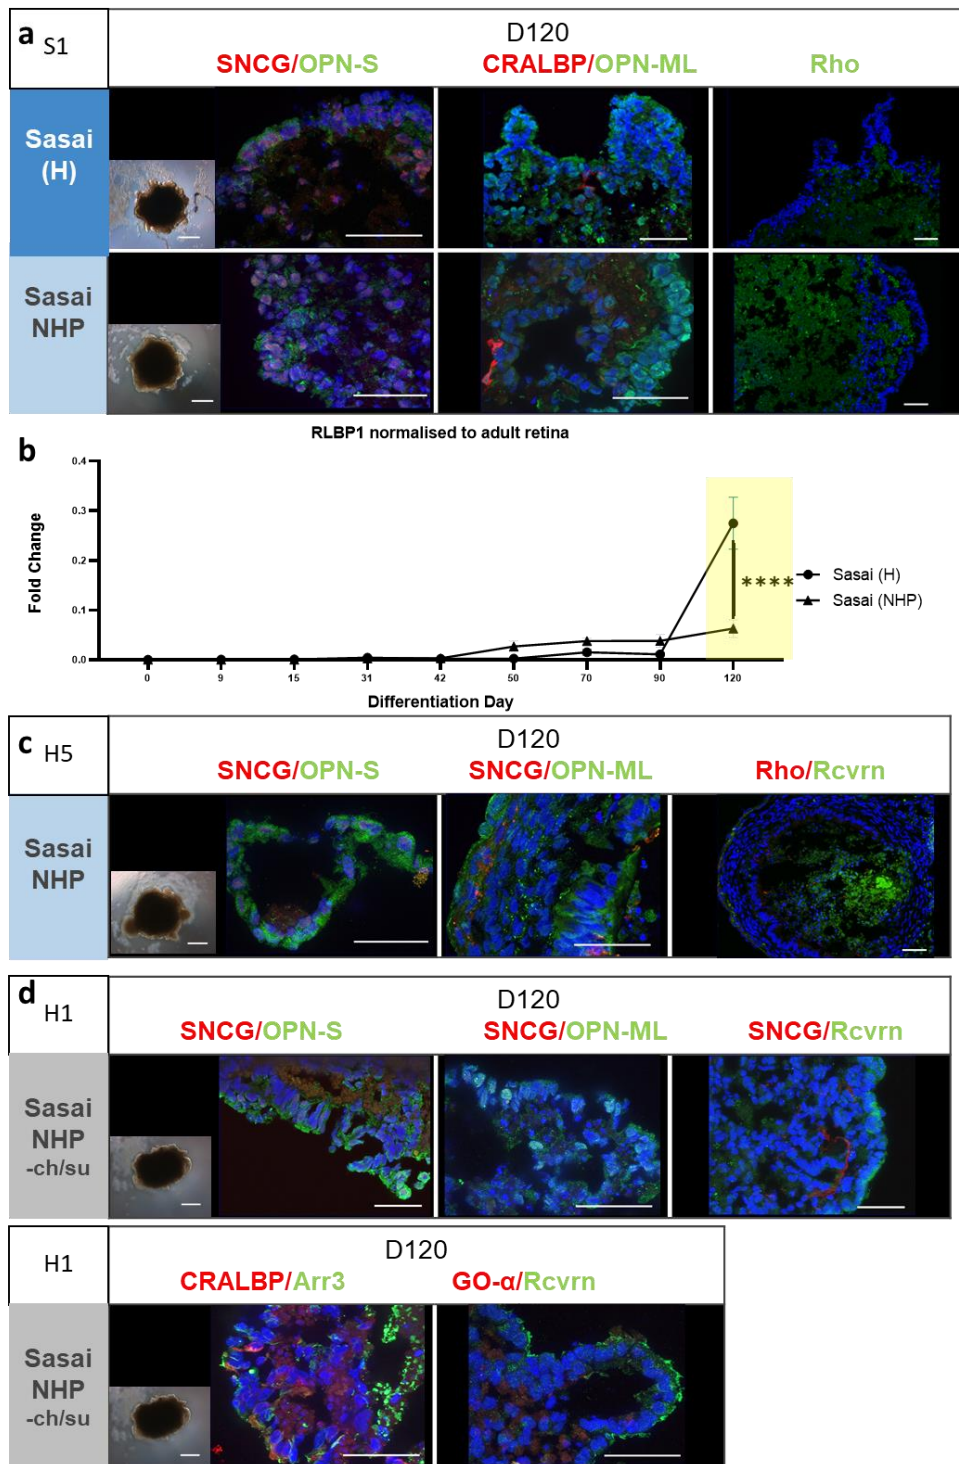 a S1
D120
SNCG/OPN-S CRALBP/OPN-ML Rho
Sasai
(H)
Sasai
NHP
b
RLBP1 normalised to adult retina
Fold Change
0.4
0.3
0.2
0.1
0.0
0 9 15 31 42 50 70 90 120
Differentiation Day
****
Sasai (H)
Sasai (NHP)
c H5
D120
SNCG/OPN-S SNCG/OPN-ML Rho/Rcvrn
Sasai
NHP
d H1
D120
SNCG/OPN-S SNCG/OPN-ML SNCG/Rcvrn
Sasai
NHP
-ch/su
H1
D120
CRALBP/Arr3 GO-α/Rcvrn
Sasai
NHP
-ch/su